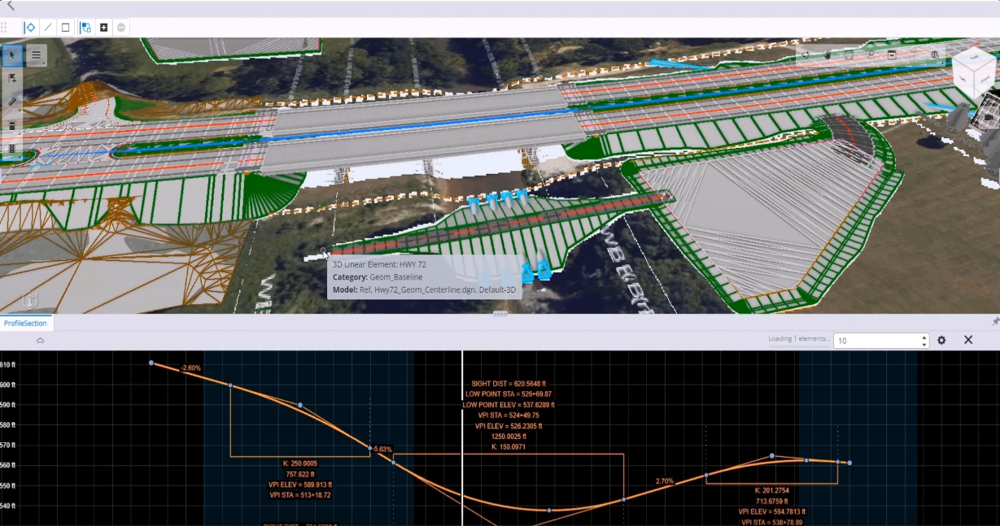 3D Linear Element: HWY 72
Category: Geom_Baseline
Model: Ref, Hwy72_Geom_Centerline.dgn, Default-3D
ProfileSection
Loading 1 elements...
10
610 ft
600 ft
590 ft
580 ft
570 ft
560 ft
550 ft
540 ft
-2.60%
K: 250.0005
757.622 ft
VPI ELEV = 589.913 ft
VPI STA = 513+18.72
-5.63%
SIGHT DIST = 620.5648 ft
LOW POINT STA = 526+69.87
LOW POINT ELEV = 537.6289 ft
VPI STA = 524+49.75
VPI ELEV = 526.2305 ft
1250.0025 ft
K: 150.0971
2.70%
K: 201.2754
713.6759 ft
VPI ELEV = 564.7813 ft
VPI STA = 538+78.89